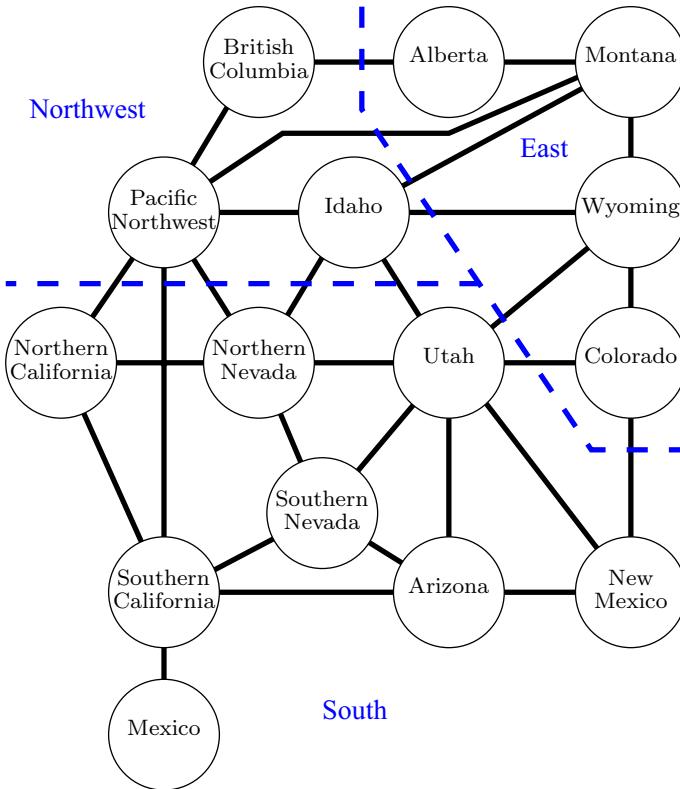 British
Columbia
Alberta
Montana
Northwest
East
Pacific
Northwest
Idaho
Wyoming
Northern
California
Northern
Nevada
Utah
Colorado
Southern
Nevada
Southern
California
Arizona
New
Mexico
South
Mexico